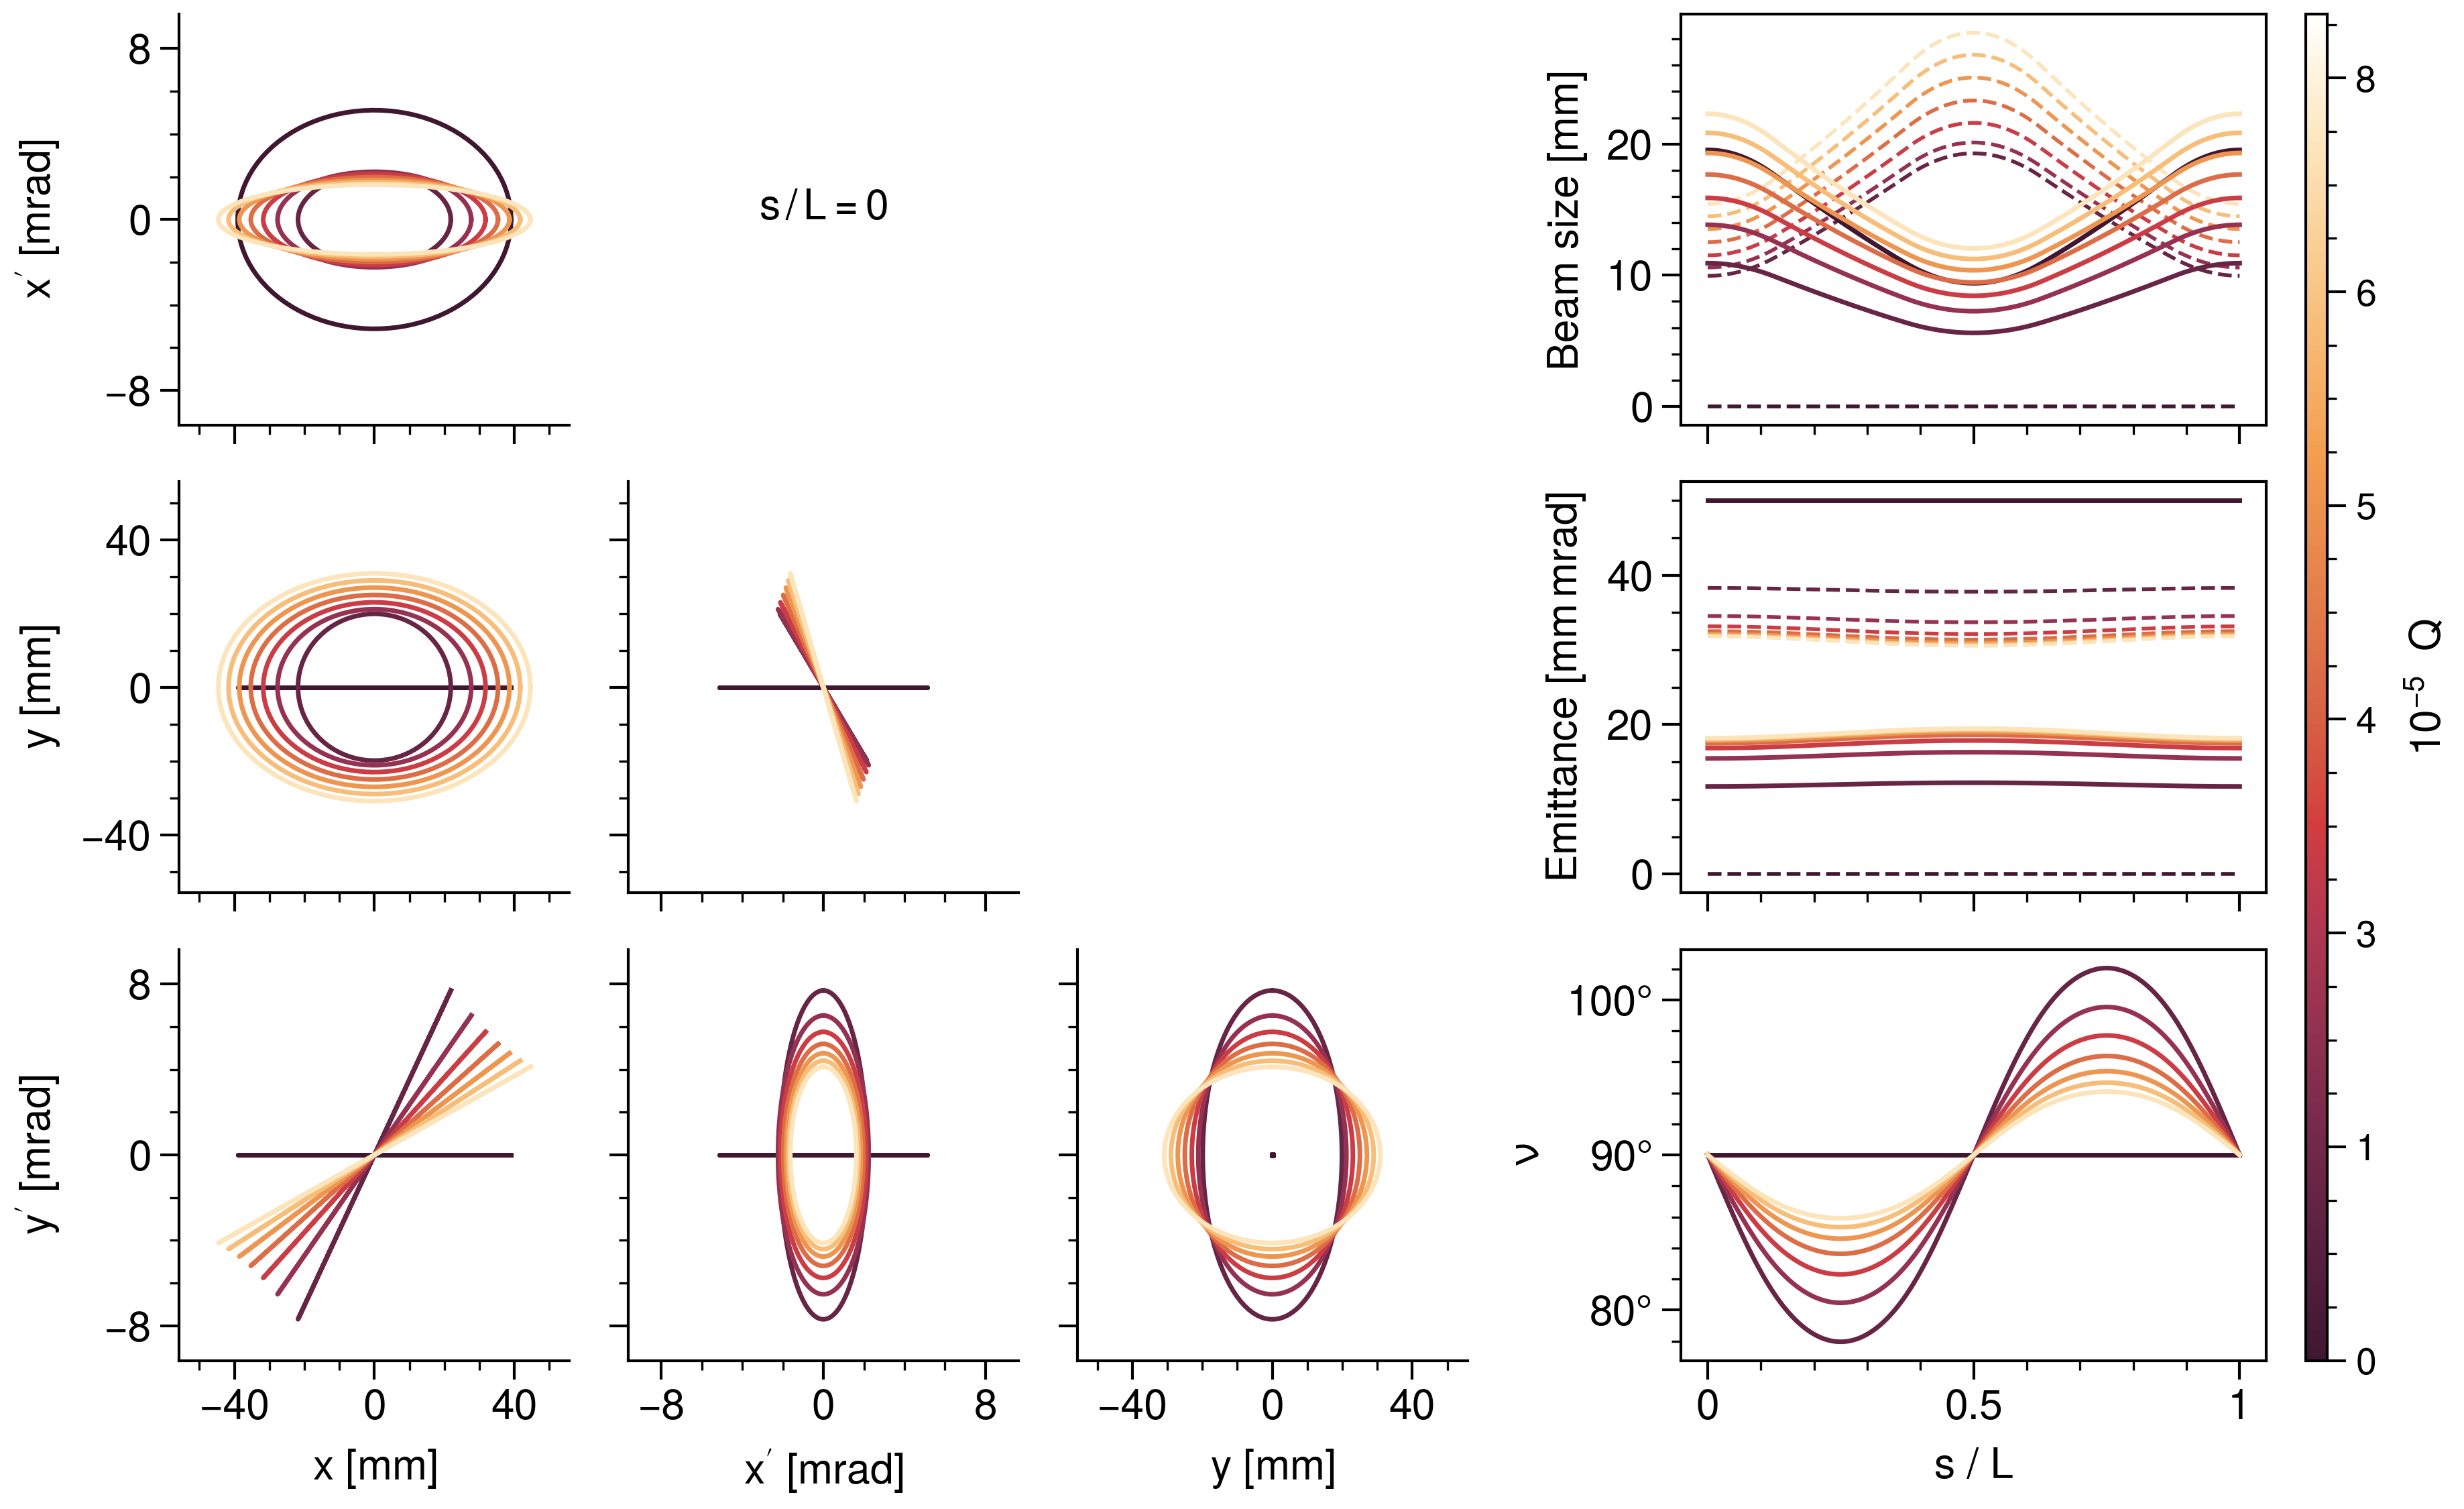 8
0
−8
x′ [mrad]
s / L = 0
20
10
0
Beam size [mm]
40
0
−40
y [mm]
40
20
0
Emittance [mm mrad]
8
0
−8
y′ [mrad]
−40 0 40
x [mm]
−8 0 8
x′ [mrad]
−40 0 40
y [mm]
100°
90°
80°
ν
0 0.5 1
s / L
8
6
5
4
3
1
0
10⁻⁵ Q